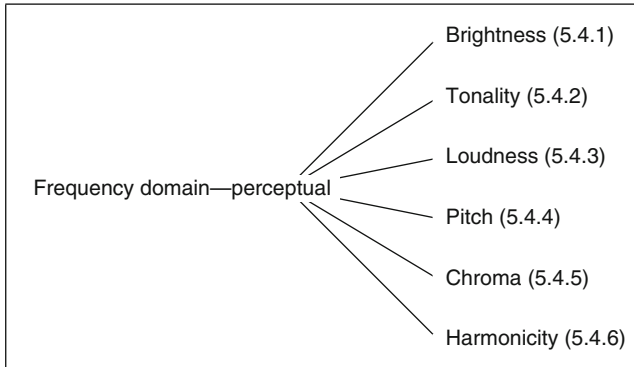 Brightness (5.4.1)
Tonality (5.4.2)
Loudness (5.4.3)
Frequency domain—perceptual
Pitch (5.4.4)
Chroma (5.4.5)
Harmonicity (5.4.6)